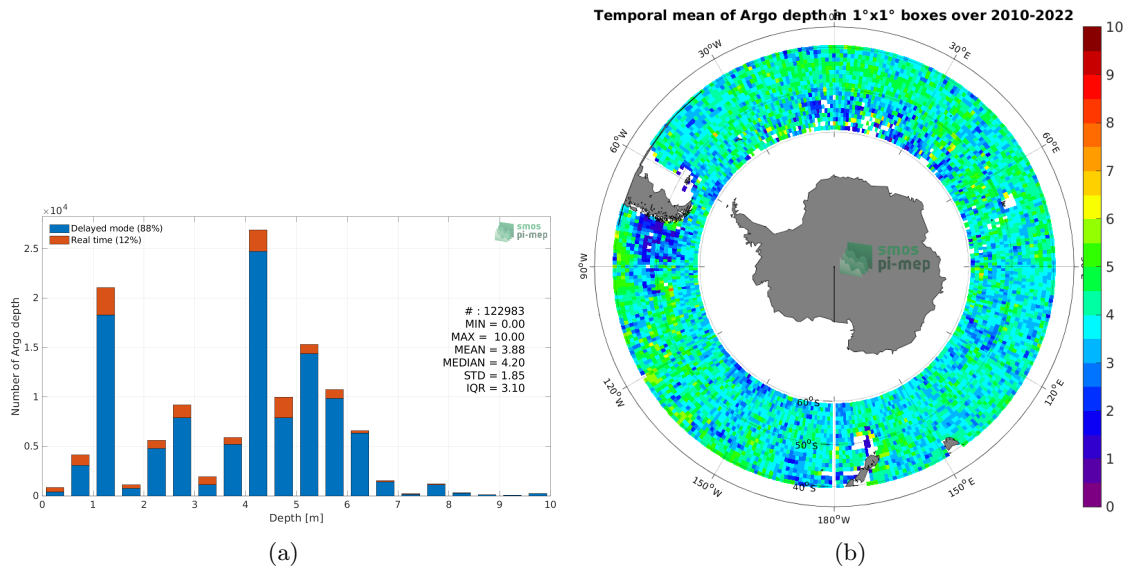 Temporal mean of Argo depth in 1°x1° boxes over 2010-2022
×10⁴
Delayed mode (88%)
Real time (12%)
smos
pi-mep
# : 122983
MIN = 0.00
MAX = 10.00
MEAN = 3.88
MEDIAN = 4.20
STD = 1.85
IQR = 3.10
Number of Argo depth
2.5
2
1.5
1
0.5
0
0 1 2 3 4 5 6 7 8 9 10
Depth [m]
(a)
30°W
30°E
60°W
60°E
90°W
120°W
120°E
150°W
150°E
180°W
60°S
50°S
40°S
smos
pi-mep
10
9
8
7
6
5
4
3
2
1
0
(b)